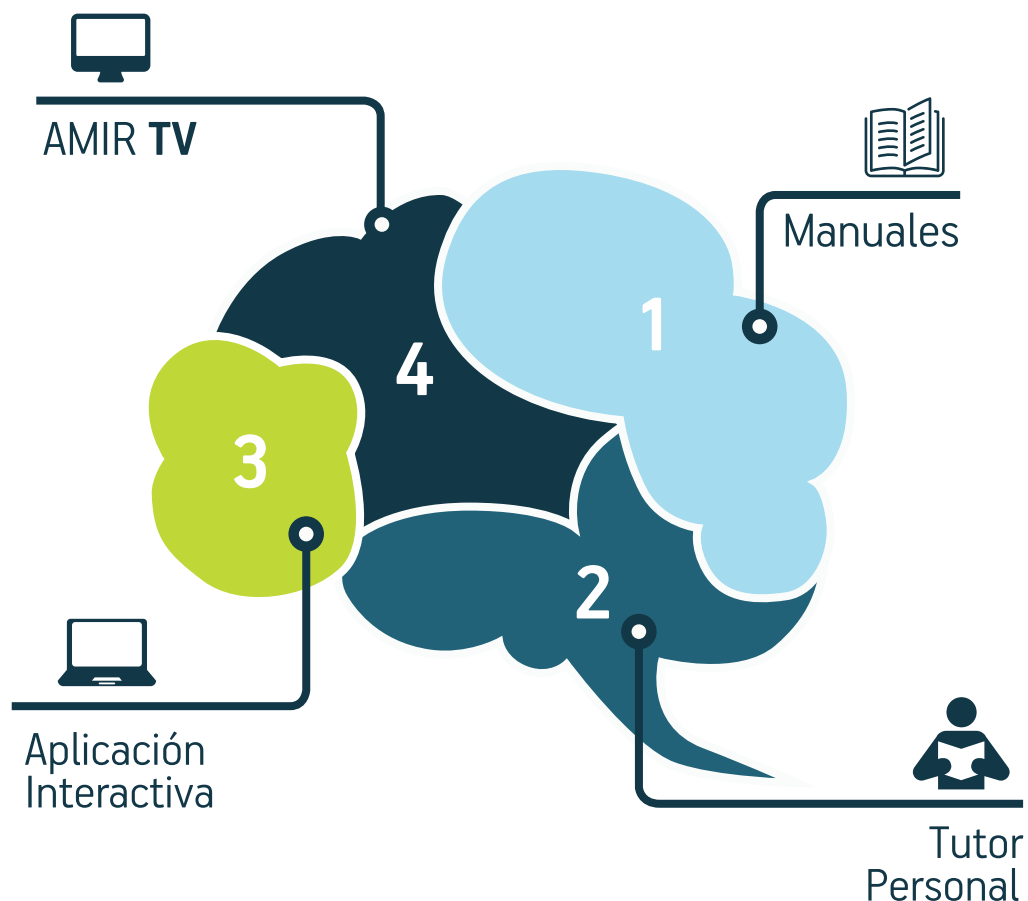 AMIR TV
Manuales
1
4
3
2
Aplicación
Interactiva
Tutor
Personal